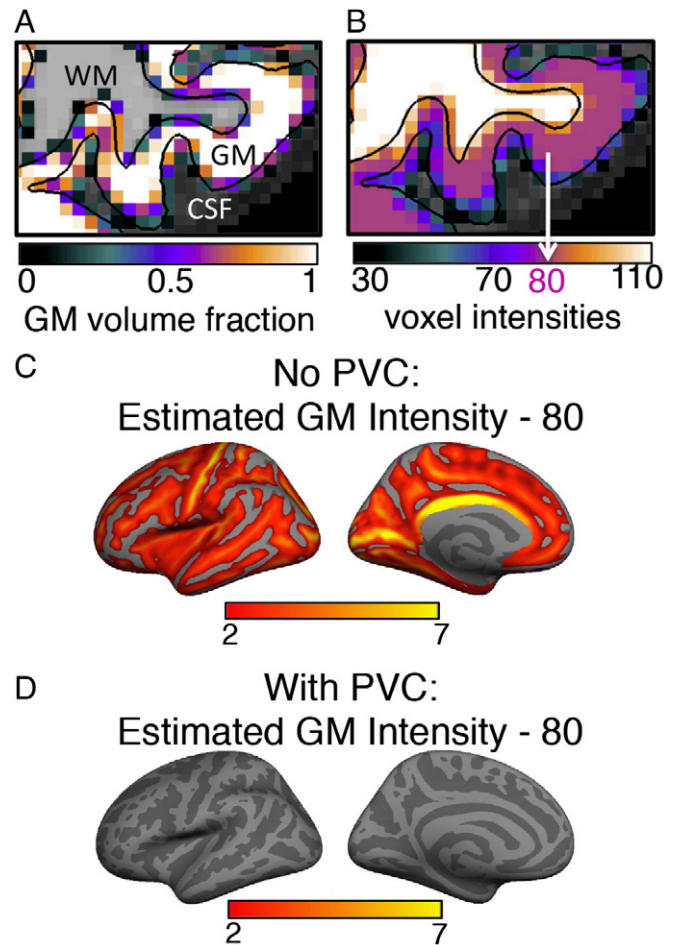 A
B
WM
GM
CSF
0 0.5 1
GM volume fraction
30 70 80 110
voxel intensities
C
No PVC:
Estimated GM Intensity - 80
2 7
D
With PVC:
Estimated GM Intensity - 80
2 7